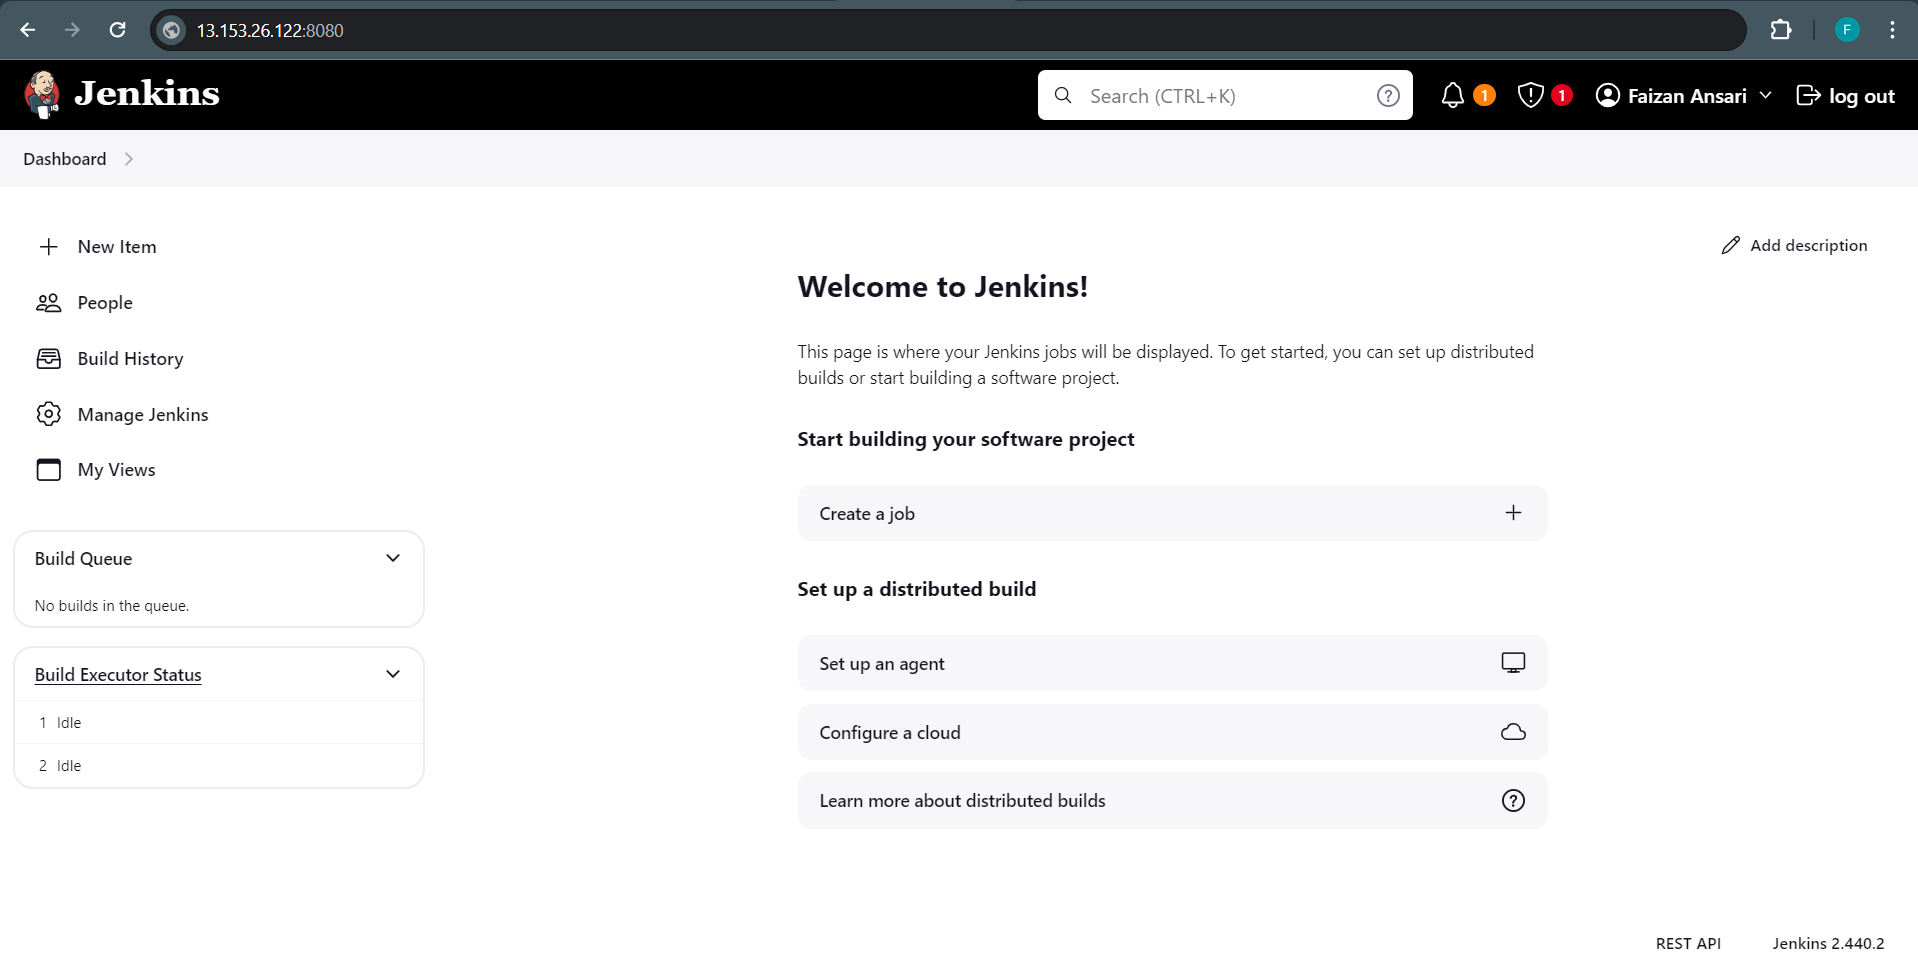 13.153.26.122:8080
F
Jenkins
Search (CTRL+K)
?
1
1
Faizan Ansari
log out
Dashboard
New Item
People
Build History
Manage Jenkins
My Views
Build Queue
No builds in the queue.
Build Executor Status
1 Idle
2 Idle
Add description
Welcome to Jenkins!
This page is where your Jenkins jobs will be displayed. To get started, you can set up distributed
builds or start building a software project.
Start building your software project
Create a job
Set up a distributed build
Set up an agent
Configure a cloud
Learn more about distributed builds
?
REST API
Jenkins 2.440.2